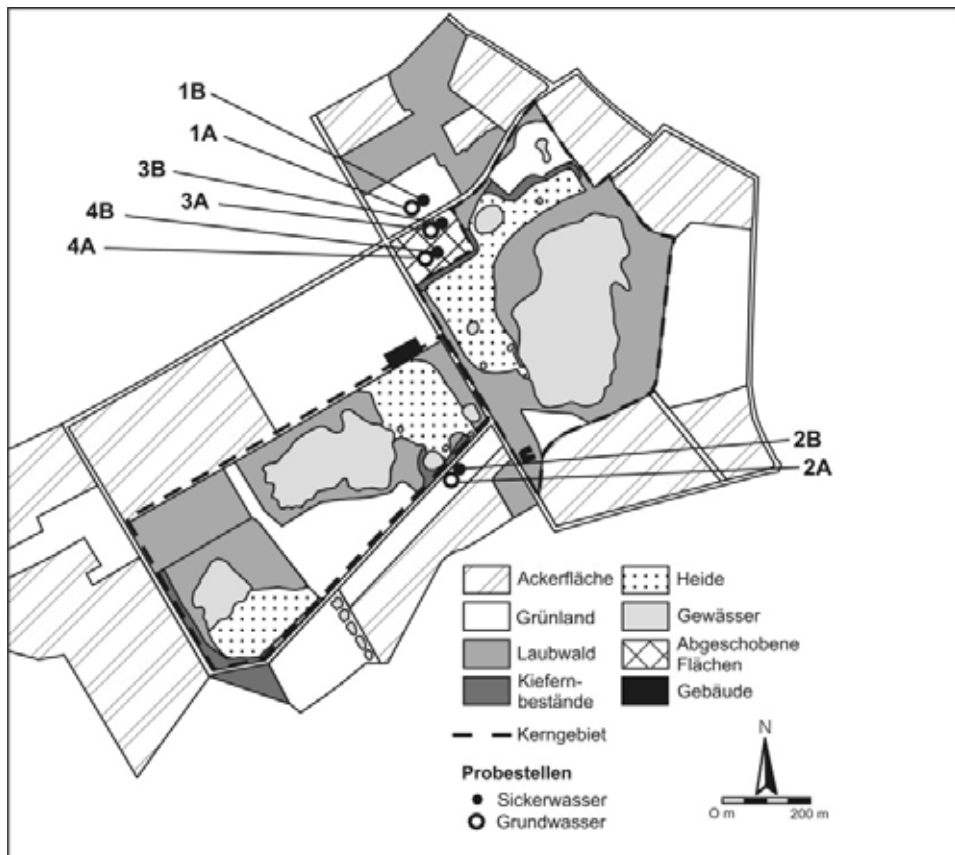 1B
1A
3B
3A
4B
4A
2B
2A
Ackerfläche
Heide
Grünland
Gewässer
Laubwald
Abgeschobene
Flächen
Kiefern-
bestände
Gebäude
Kerngebiet
Probestellen
Sickerwasser
Grundwasser
N
0 m 200 m